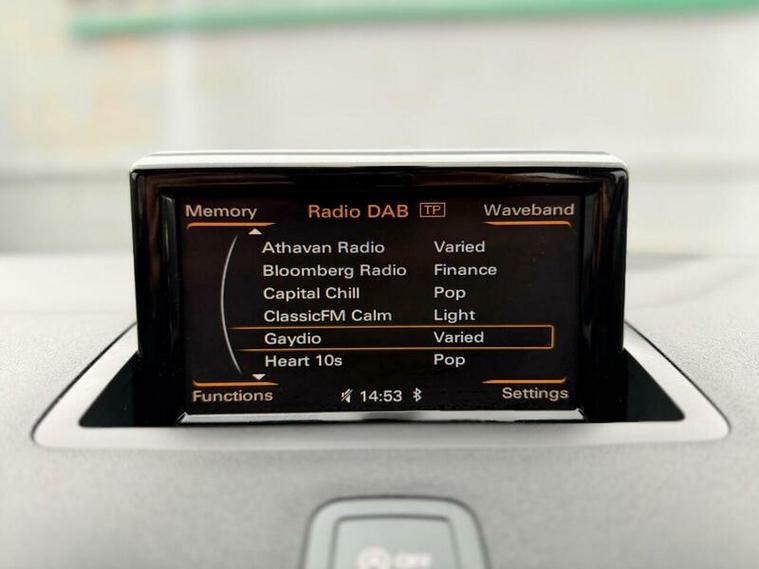 Memory Radio DAB TP Waveband
Athavan Radio Varied
Bloomberg Radio Finance
Capital Chill Pop
ClassicFM Calm Light
Gaydio Varied
Heart 10s Pop
Functions 14:53 Settings
OFF